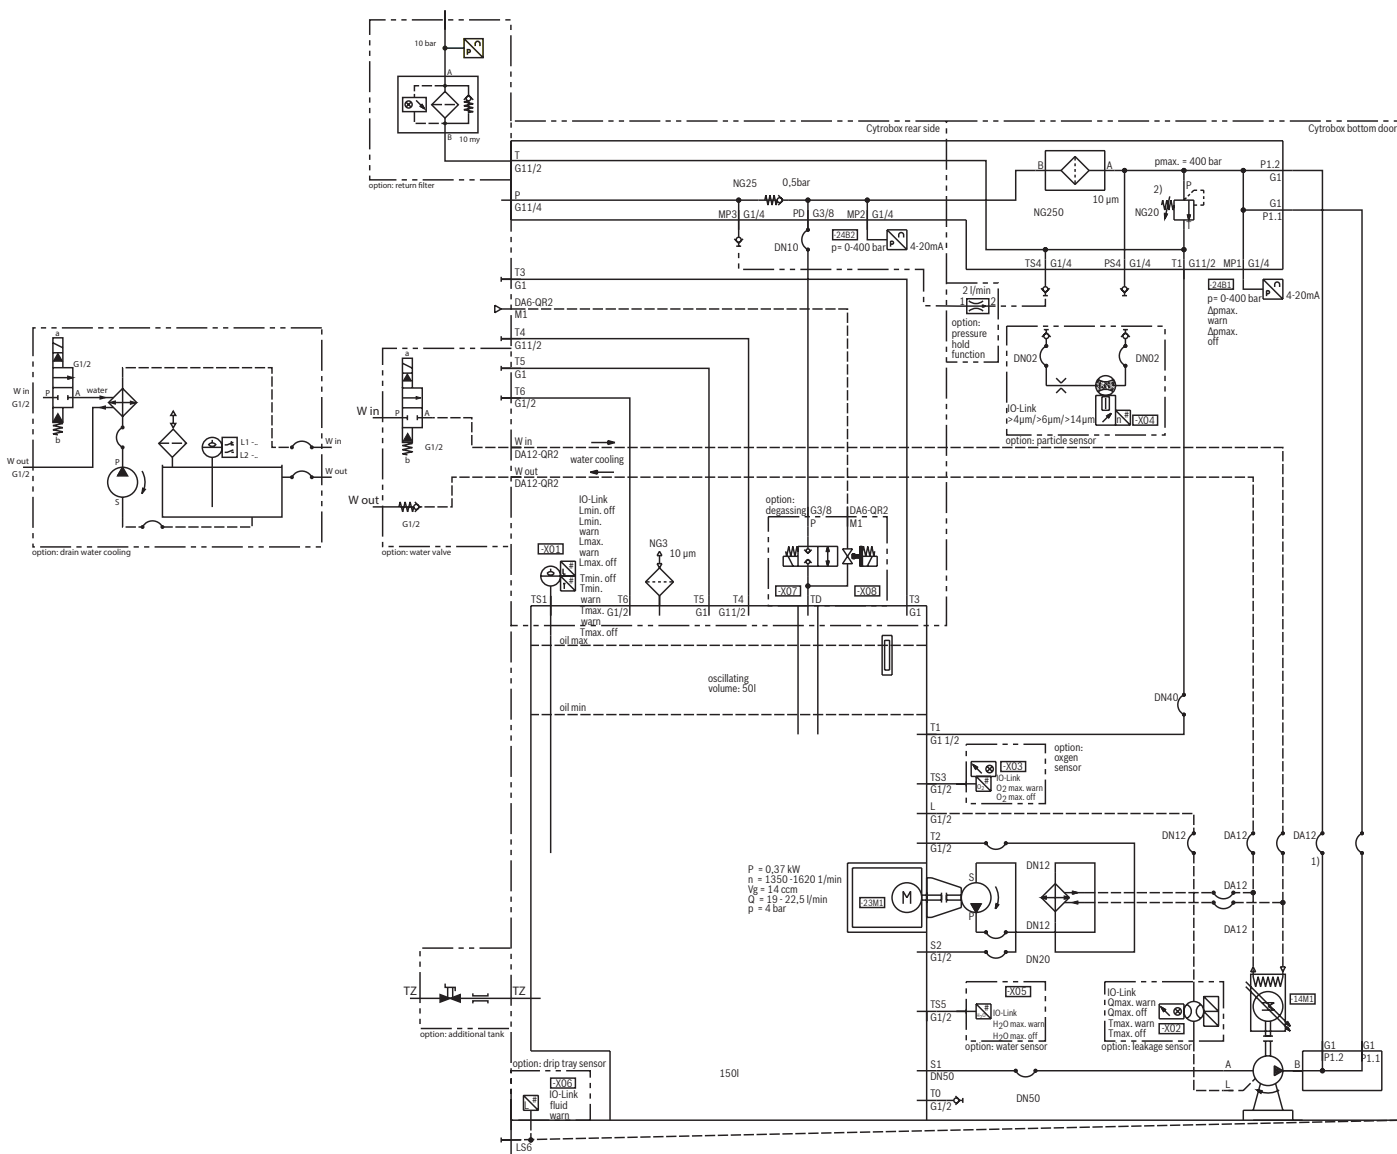 10 bar
P
A
B
10 my
option: return filter
Cytrobox rear side
Cytrobox bottom door
T
G11/2
P
G11/4
NG25
0,5bar
MP3
G1/4
PD
G3/8
MP2
G1/4
-24B2
p= 0-400 bar
P
4-20mA
DN10
B
A
10 µm
NG250
pmax. = 400 bar
2)
NG20
P
T
P1.2
G1
G1
P1.1
TS4
G1/4
PS4
G1/4
T1
G11/2
MP1
G1/4
-24B1
p= 0-400 bar
Δpmax.
warn
Δpmax.
off
P
4-20mA
T3
G1
DA6-QR2
M1
T4
G11/2
T5
G1
T6
G1/2
2 l/min
1
2
option:
pressure
hold
function
DN02
DN02
IO-Link
>4µm/>6µm/>14µm
n
#
-X04
option: particle sensor
a
G1/2
W in
P
A
water
G1/2
b
W out
G1/2
P
S
L1 -_
L2 -_
W in
W out
option: drain water cooling
a
W in
P
A
b
G1/2
W out
G1/2
option: water valve
W in
DA12-QR2
water cooling
W out
DA12-QR2
IO-Link
Lmin. off
Lmin.
warn
Lmax.
warn
Lmax. off
Tmin. off
Tmin.
warn
Tmax.
warn
Tmax. off
-X01
L
#
T
#
NG3
10 µm
option:
degassing
G3/8
P
DA6-QR2
M1
-X07
-X08
TS1
T6
G1/2
T5
G1
T4
G11/2
TD
T3
G1
oil max
oscillating
volume: 50l
oil min
DN40
T1
G1 1/2
option:
oxgen
sensor
-X03
TS3
G1/2
O2
#
IO-Link
O2 max. warn
O2 max. off
L
G1/2
T2
G1/2
DN12
DA12
DA12
1)
P = 0,37 kW
n = 1350 -1620 1/min
Vg = 14 ccm
Q = 19 - 22,5 l/min
p = 4 bar
-23M1
M
S
P
DN12
DN12
DN20
DA12
DA12
S2
G1/2
TZ
TZ
option: additional tank
-X05
TS5
G1/2
#
IO-Link
H2O max. warn
H2O max. off
option: water sensor
IO-Link
Qmax. warn
Qmax. off
Tmax. warn
Tmax. off
-X02
option: leakage sensor
-14M1
M
G1
P1.2
G1
P1.1
option: drip tray sensor
-X06
IO-Link
fluid
warn
L
#
150l
S1
DN50
DN50
T0
G1/2
A
B
L
LS6